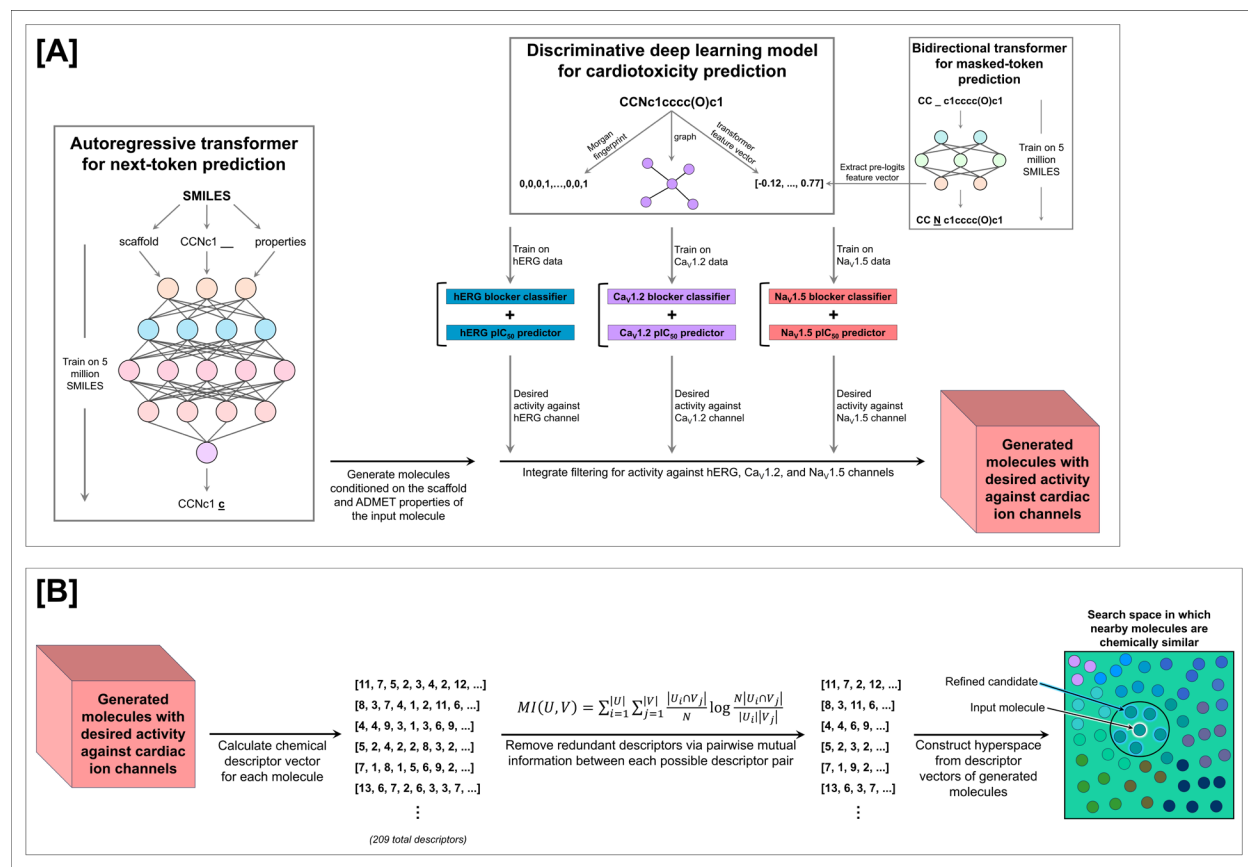 [A]
Autoregressive transformer
for next-token prediction
SMILES
scaffold
CCNc1 __
properties
Train on 5
million
SMILES
CCNc1 c
Generate molecules
conditioned on the scaffold
and ADMET properties of
the input molecule
Discriminative deep learning model
for cardiotoxicity prediction
CCNc1cccc(O)c1
Morgan
fingerprint
graph
transformer
feature vector
0,0,0,1,…,0,0,1
[-0.12, ..., 0.77]
Extract pre-logits
feature vector
Bidirectional transformer
for masked-token
prediction
CC _ c1cccc(O)c1
Train on 5
million
SMILES
CC N c1cccc(O)c1
Train on
hERG data
Train on
CaV1.2 data
Train on
NaV1.5 data
hERG blocker classifier
+
hERG pIC50 predictor
CaV1.2 blocker classifier
+
CaV1.2 pIC50 predictor
NaV1.5 blocker classifier
+
NaV1.5 pIC50 predictor
Desired
activity against
hERG channel
Desired
activity against
CaV1.2 channel
Desired
activity against
NaV1.5 channel
Integrate filtering for activity against hERG, CaV1.2, and NaV1.5 channels
Generated
molecules with
desired activity
against cardiac
ion channels
[B]
Generated
molecules with
desired activity
against cardiac
ion channels
Calculate chemical
descriptor vector
for each molecule
[11, 7, 5, 2, 3, 4, 2, 12, ...]
[8, 3, 7, 4, 1, 2, 11, 6, ...]
[4, 4, 9, 3, 1, 3, 6, 9, ...]
[5, 2, 4, 2, 2, 8, 3, 2, ...]
[7, 1, 8, 1, 5, 6, 9, 2, ...]
[13, 6, 7, 2, 6, 3, 3, 7, ...]
⋮
(209 total descriptors)
MI(U, V) = ∑_{i=1}^{|U|} ∑_{j=1}^{|V|} |U_i∩V_j|/N log N|U_i∩V_j|/|U_i||V_j|
Remove redundant descriptors via pairwise mutual
information between each possible descriptor pair
[11, 7, 2, 12, ...]
[8, 3, 11, 6, ...]
[4, 4, 6, 9, ...]
[5, 2, 3, 2, ...]
[7, 1, 9, 2, ...]
[13, 6, 3, 7, ...]
⋮
Construct hyperspace
from descriptor
vectors of generated
molecules
Search space in which
nearby molecules are
chemically similar
Refined candidate
Input molecule